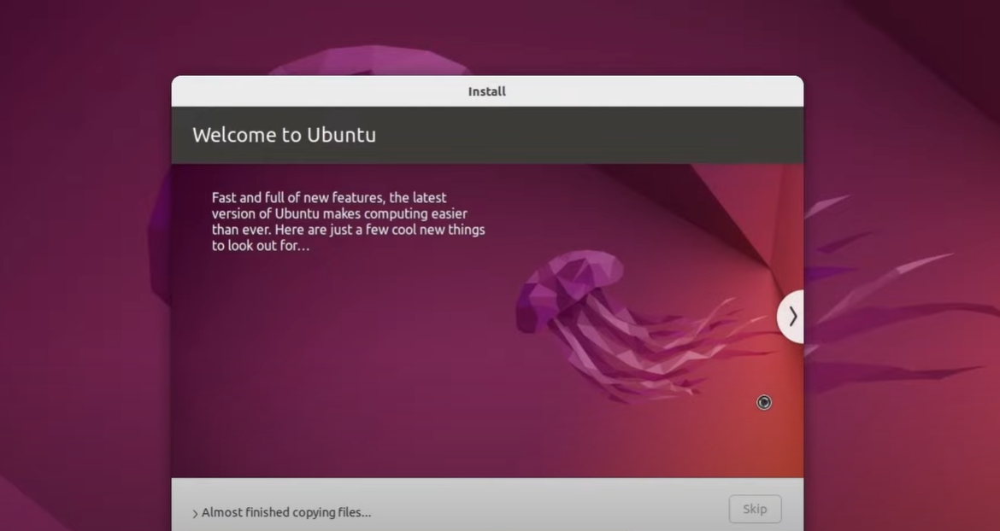 Install
Welcome to Ubuntu
Fast and full of new features, the latest
version of Ubuntu makes computing easier
than ever. Here are just a few cool new things
to look out for...
Almost finished copying files...
Skip